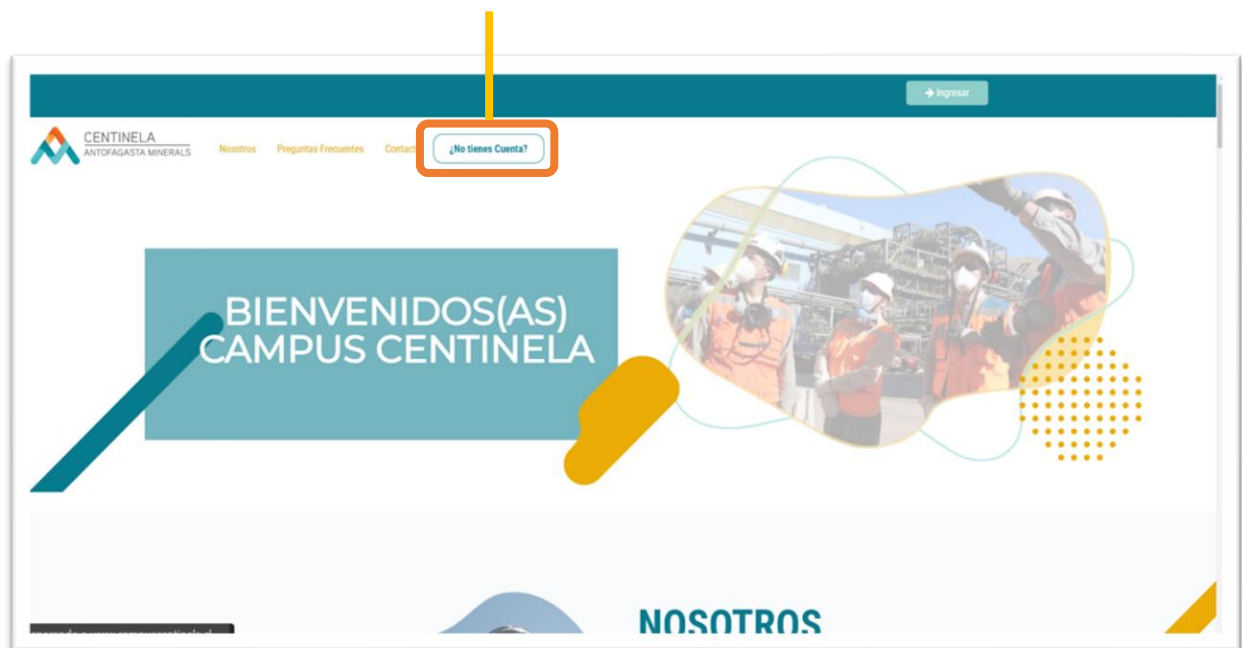 → Ingresar
CENTINELA
ANTOFAGASTA MINERALS
Nosotros Preguntas Frecuentes Contact ¿No tienes Cuenta?
BIENVENIDOS(AS)
CAMPUS CENTINELA
NOSOTROS